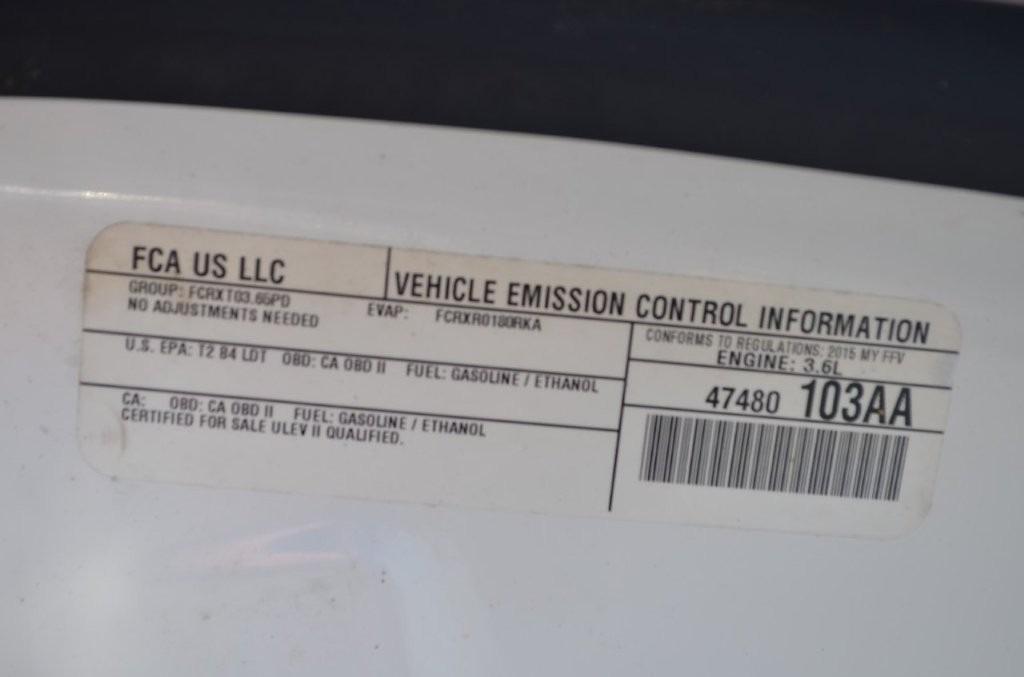 FCA US LLC
VEHICLE EMISSION CONTROL INFORMATION
GROUP: FCRXT03.65PD
EVAP: FCRXR0180RKA
NO ADJUSTMENTS NEEDED
CONFORMS TO REGULATIONS: 2015 MY FFV
ENGINE: 3.6L
U.S. EPA: T2 B4 LDT OBD: CA OBD II FUEL: GASOLINE / ETHANOL
47480 103AA
CA: OBD: CA OBD II FUEL: GASOLINE / ETHANOL
CERTIFIED FOR SALE ULEV II QUALIFIED.